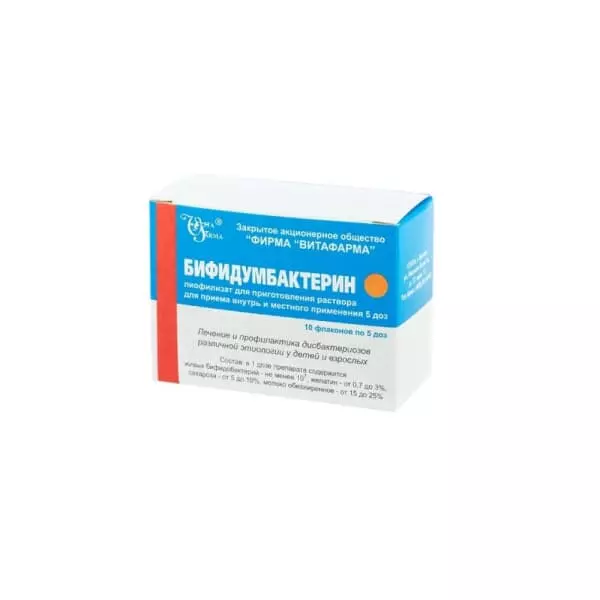 Вита ®
Фarma
Закрытое акционерное общество
"ФИРМА "ВИТАФАРМА"
БИФИДУМБАКТЕРИН
лиофилизат для приготовления раствора
для приема внутрь и местного применения 5 доз
10 флаконов по 5 доз
Лечение и профилактика дисбактериозов
различной этиологии у детей и взрослых
Состав: в 1 дозе препарата содержится
живых бифидобактерий - не менее 10⁷, желатин - от 0,7 до 3%,
сахароза - от 5 до 10%, молоко обезжиренное - от 15 до 25%